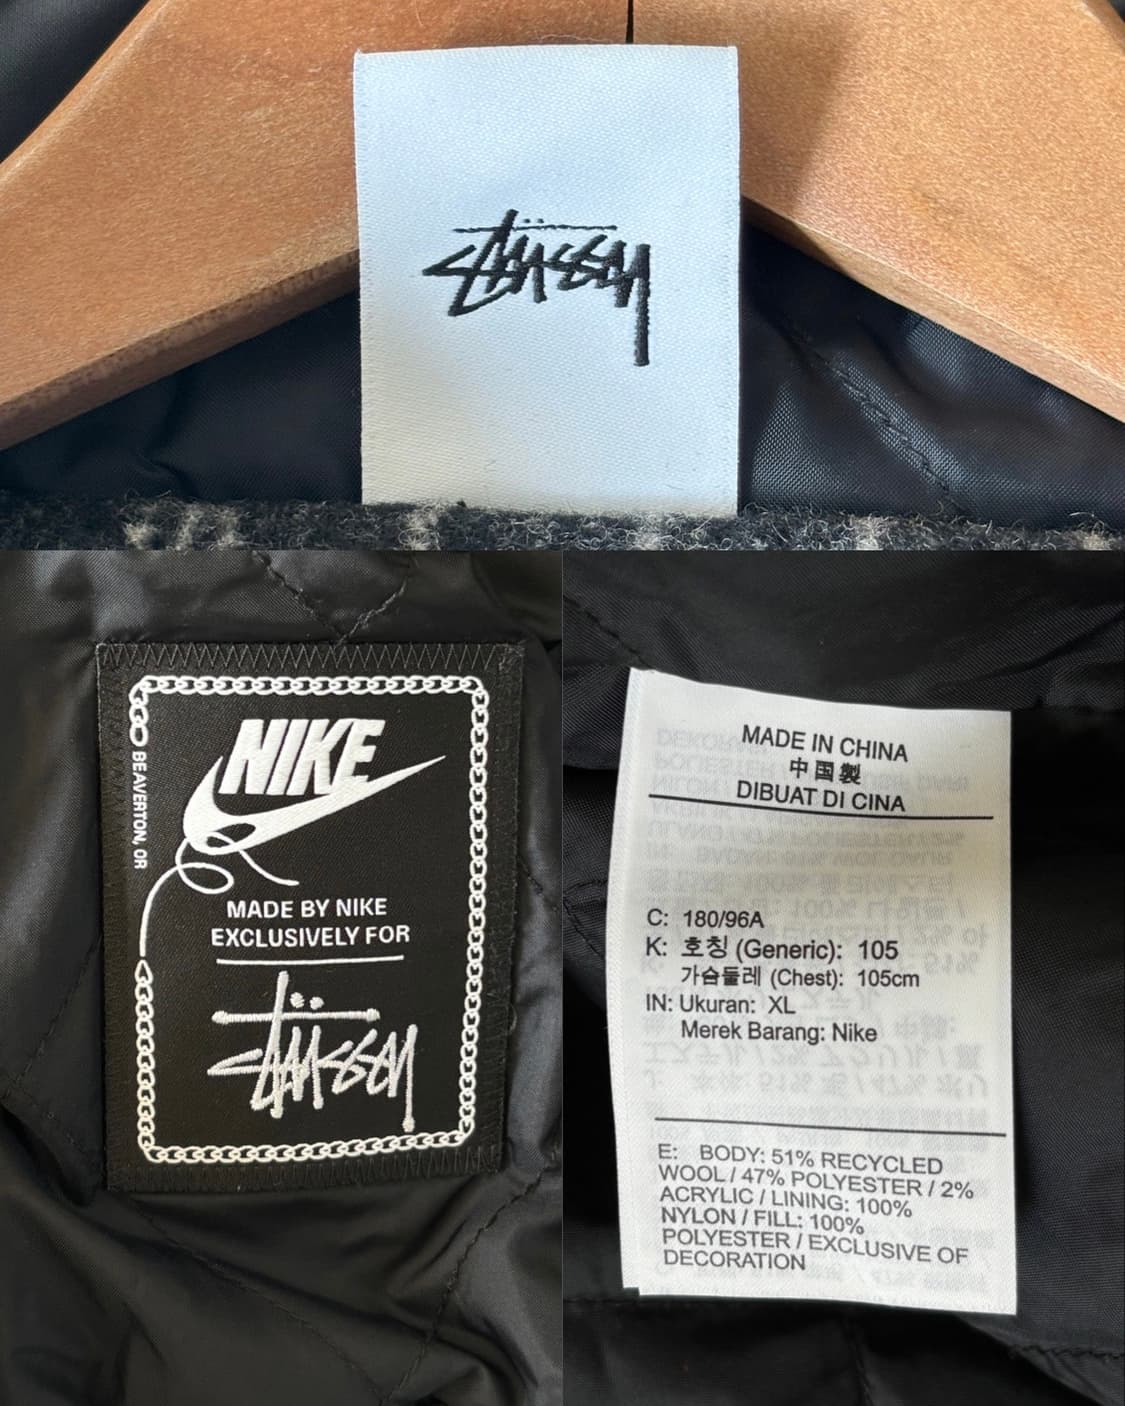 Stüssy
NIKE
BEAVERTON, OR
MADE BY NIKE
EXCLUSIVELY FOR
Stüssy
MADE IN CHINA
中国製
DIBUAT DI CINA
C: 180/96A
K: 호칭 (Generic): 105
가슴둘레 (Chest): 105cm
IN: Ukuran: XL
Merek Barang: Nike
E: BODY: 51% RECYCLED
WOOL / 47% POLYESTER / 2%
ACRYLIC / LINING: 100%
NYLON / FILL: 100%
POLYESTER / EXCLUSIVE OF
DECORATION